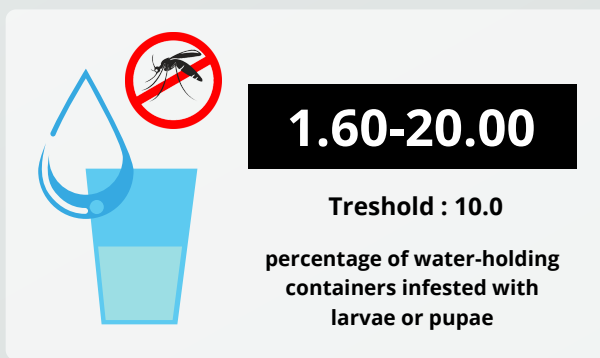 1.60-20.00
Treshold : 10.0
percentage of water-holding
containers infested with
larvae or pupae